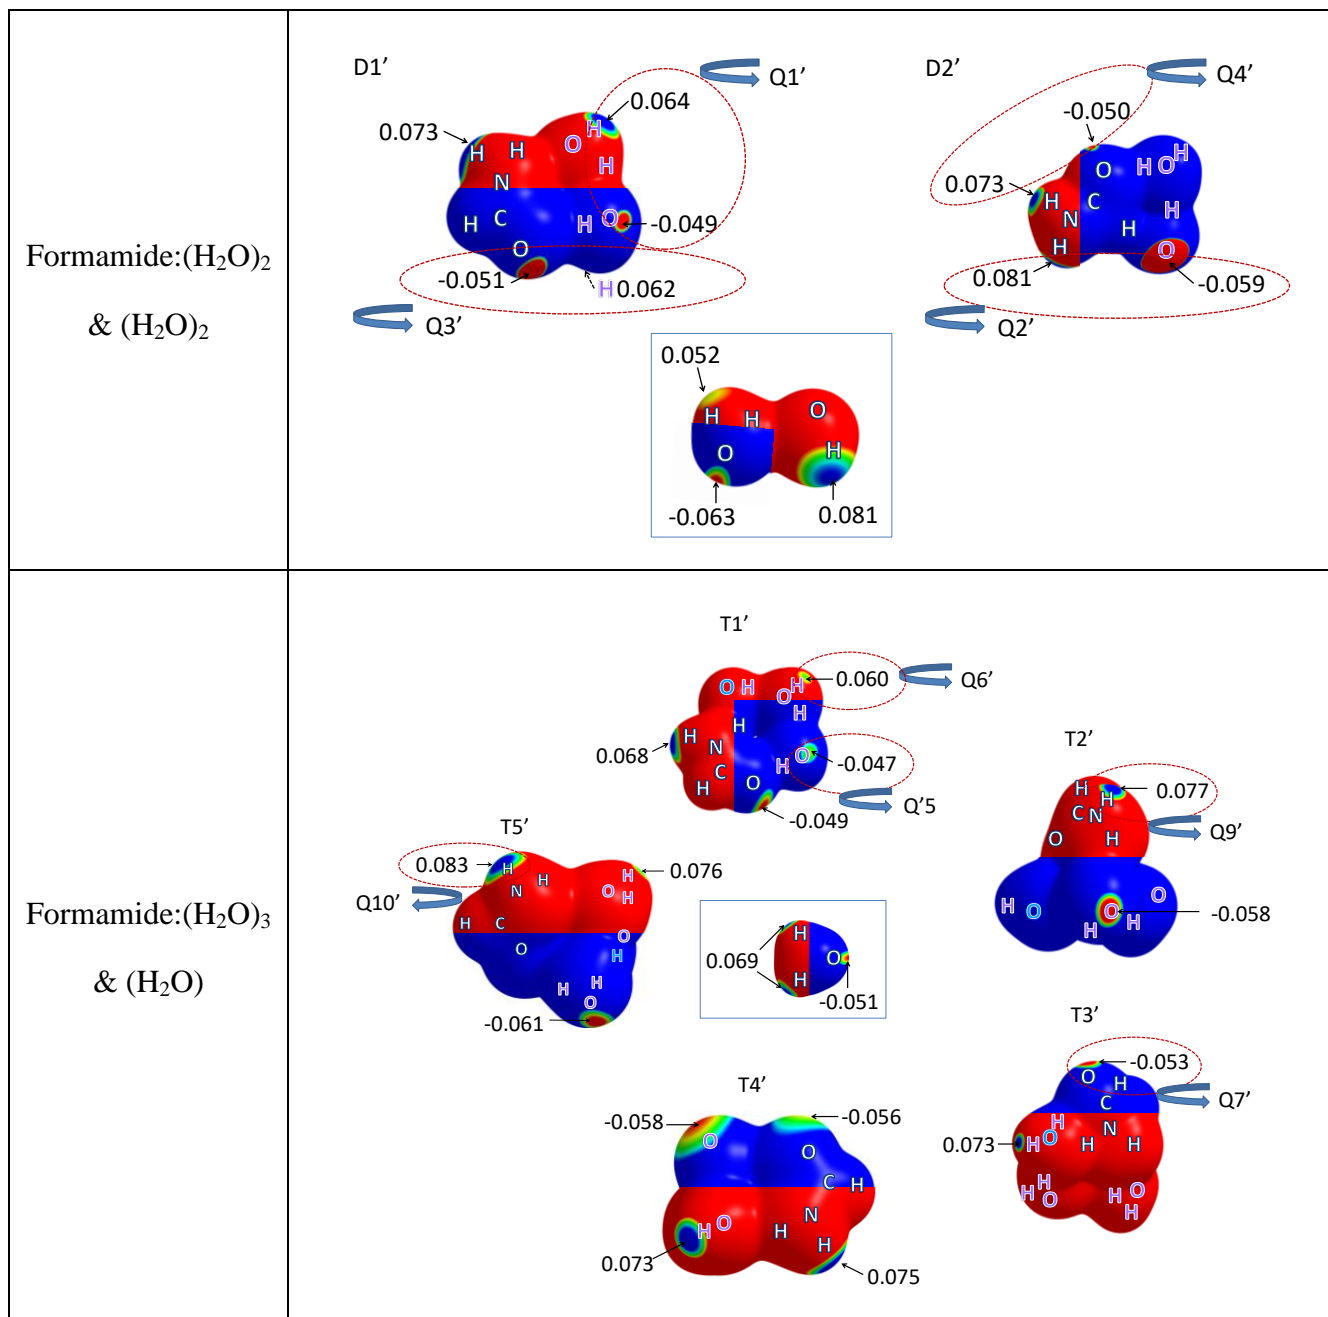 Formamide:(H₂O)₂
& (H₂O)₂
D1’
Q1’
0.064
0.073
H
H
H
O
H
N
H
C
H
O
-0.049
O
-0.051
H 0.062
Q3’
D2’
Q4’
-0.050
O
H
O
H
0.073
H
C
N
H
H
H
O
0.081
-0.059
Q2’
0.052
H
H
O
O
H
-0.063
0.081
Formamide:(H₂O)₃
& (H₂O)
T1’
O
H
H
O
0.060
Q6’
H
H
H
N
0.068
C
H
O
-0.047
H
O
Q’5
-0.049
T2’
H
H
0.077
C
N
Q9’
O
H
H
O
O
O
H
H
-0.058
T5’
0.083
H
H
N
Q10’
H
C
O
H
O
H
0.076
O
H
H
H
O
-0.061
0.069
H
O
H
-0.051
T3’
-0.053
O
H
C
Q7’
H
N
0.073
H
O
H
H
H
H
O
O
H
H
T4’
-0.058
-0.056
O
O
C
H
H
O
N
H
H
0.073
0.075